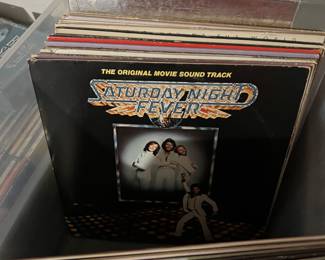 THE ORIGINAL MOVIE SOUND TRACK
SATURDAY NIGHT
FEVER